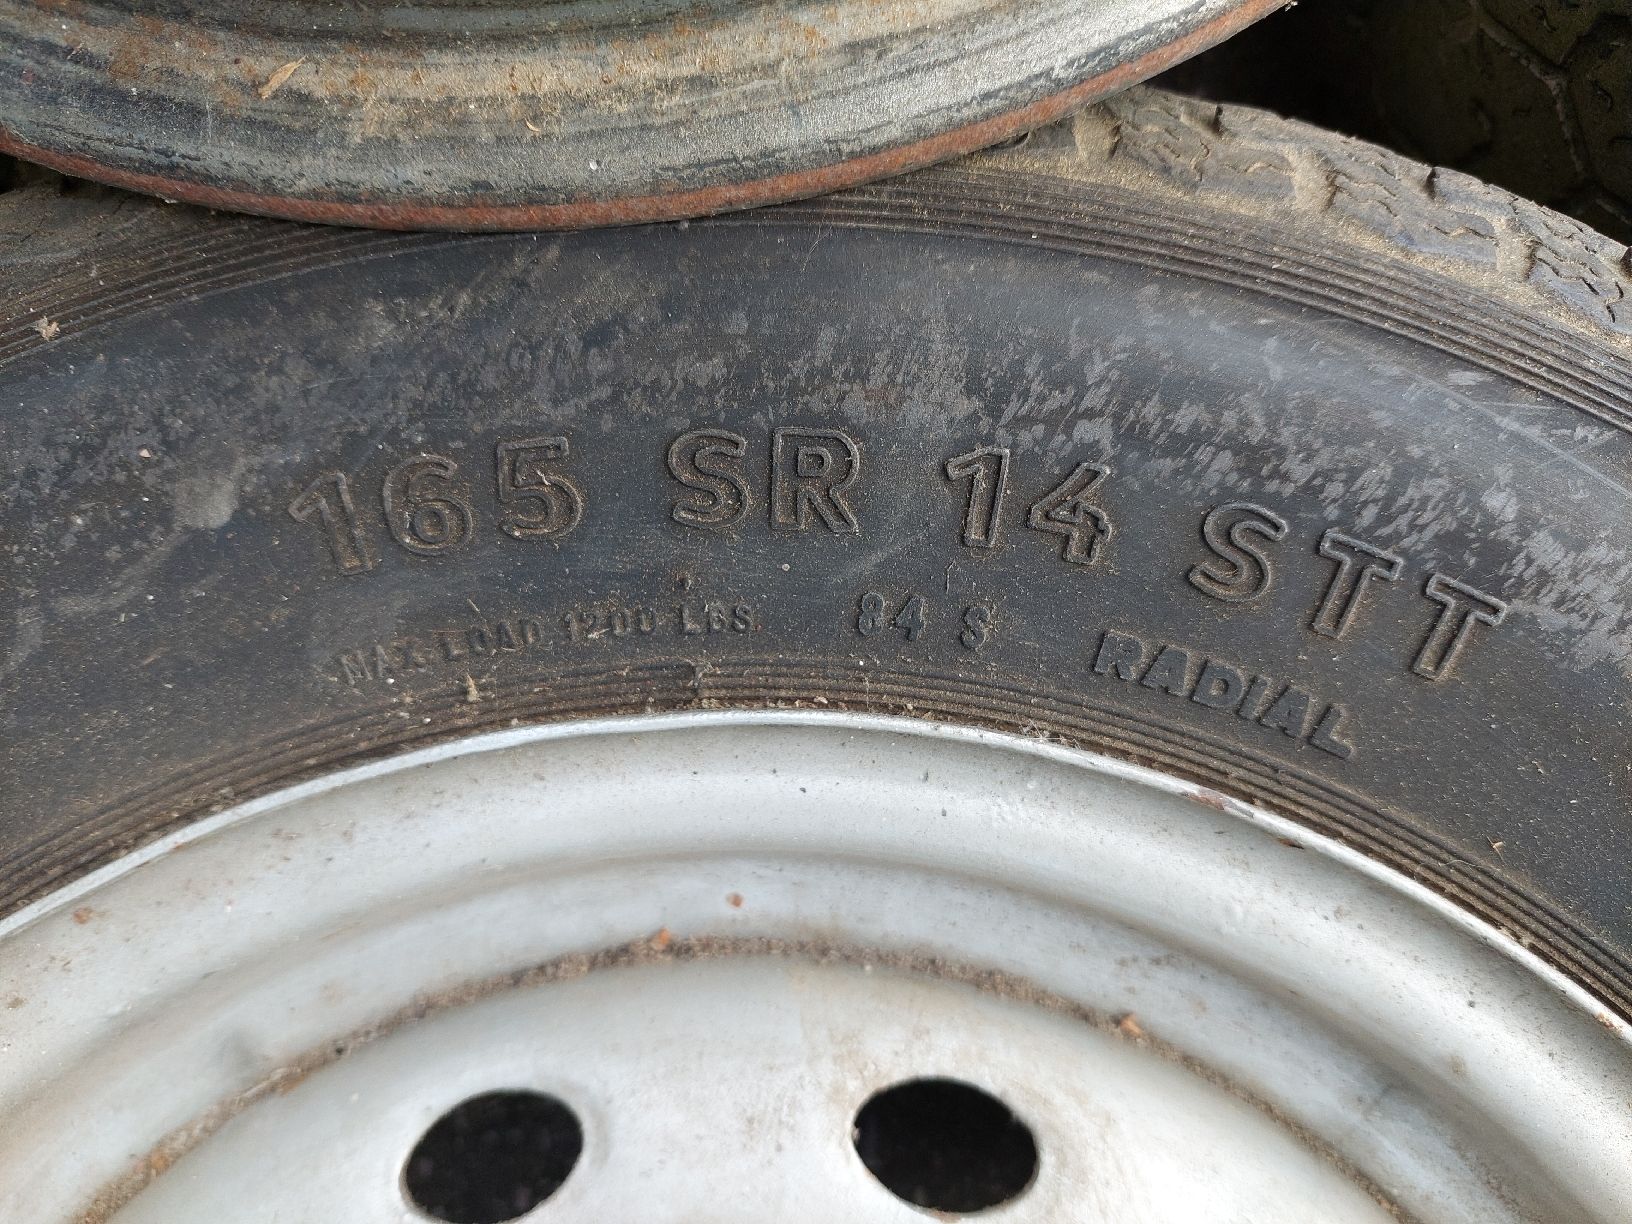 165 SR 14 STT
MAX LOAD 1200 LBS 84 S RADIAL